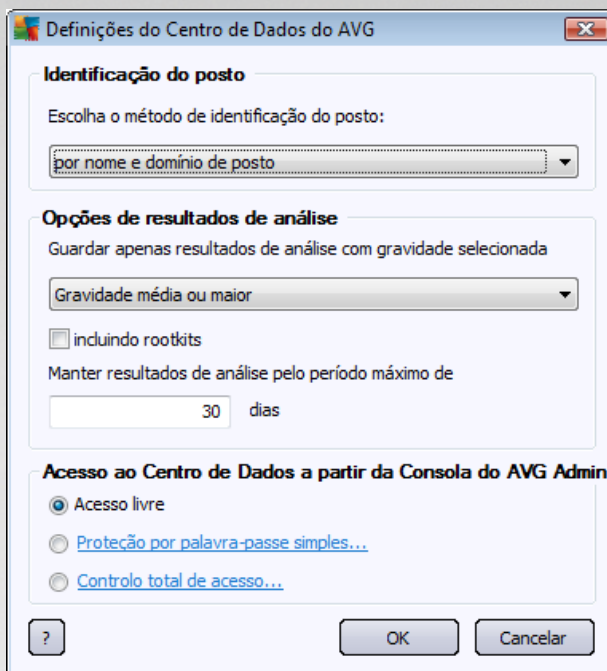 Definições do Centro de Dados do AVG
Identificação do posto
Escolha o método de identificação do posto:
por nome e domínio de posto
Opções de resultados de análise
Guardar apenas resultados de análise com gravidade selecionada
Gravidade média ou maior
incluindo rootkits
Manter resultados de análise pelo período máximo de
30 dias
Acesso ao Centro de Dados a partir da Consola do AVG Admin
Acesso livre
Proteção por palavra-passe simples...
Controlo total de acesso...
? OK Cancelar